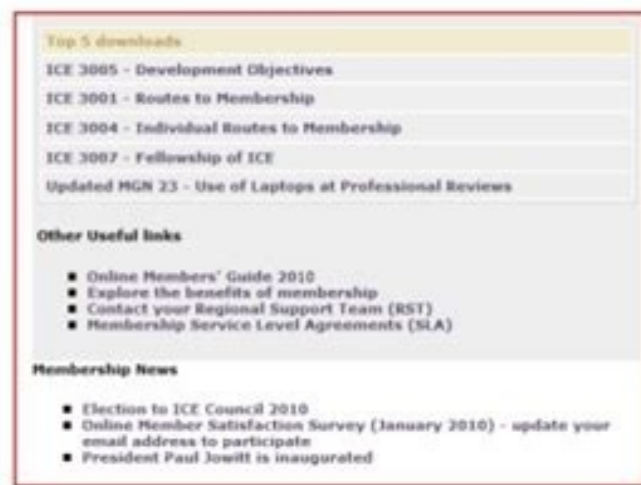 Top 5 downloads
ICE 3005 - Development Objectives
ICE 3001 - Routes to Membership
ICE 3004 - Individual Routes to Membership
ICE 3007 - Fellowship of ICE
Updated MGN 23 - Use of Laptops at Professional Reviews
Other Useful links
■ Online Members' Guide 2010
■ Explore the benefits of membership
■ Contact your Regional Support Team (RST)
■ Membership Service Level Agreements (SLA)
Membership News
■ Election to ICE Council 2010
■ Online Member Satisfaction Survey (January 2010) - update your
email address to participate
■ President Paul Jowitt is inaugurated